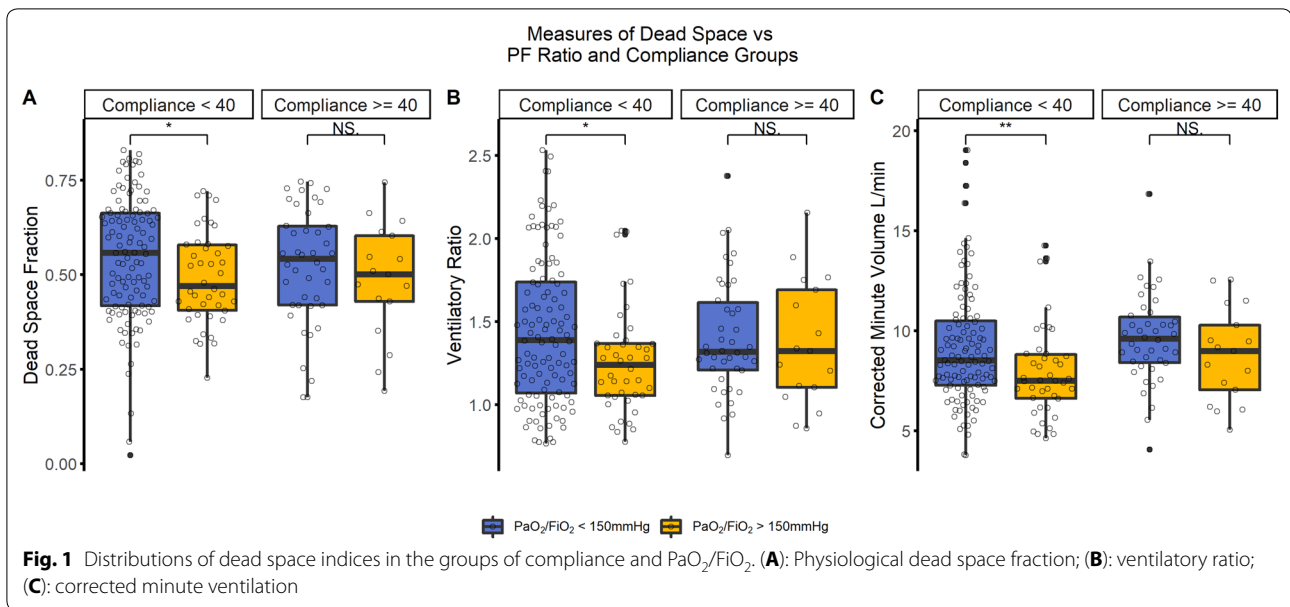 Measures of Dead Space vs
PF Ratio and Compliance Groups
A
Compliance < 40
Compliance >= 40
*
NS.
Dead Space Fraction
0.75
0.50
0.25
0.00
B
Compliance < 40
Compliance >= 40
*
NS.
Ventilatory Ratio
2.5
2.0
1.5
1.0
C
Compliance < 40
Compliance >= 40
**
NS.
Corrected Minute Volume L/min
20
15
10
5
PaO₂/FiO₂ < 150mmHg
PaO₂/FiO₂ > 150mmHg
Fig. 1 Distributions of dead space indices in the groups of compliance and PaO₂/FiO₂. (A): Physiological dead space fraction; (B): ventilatory ratio;
(C): corrected minute ventilation